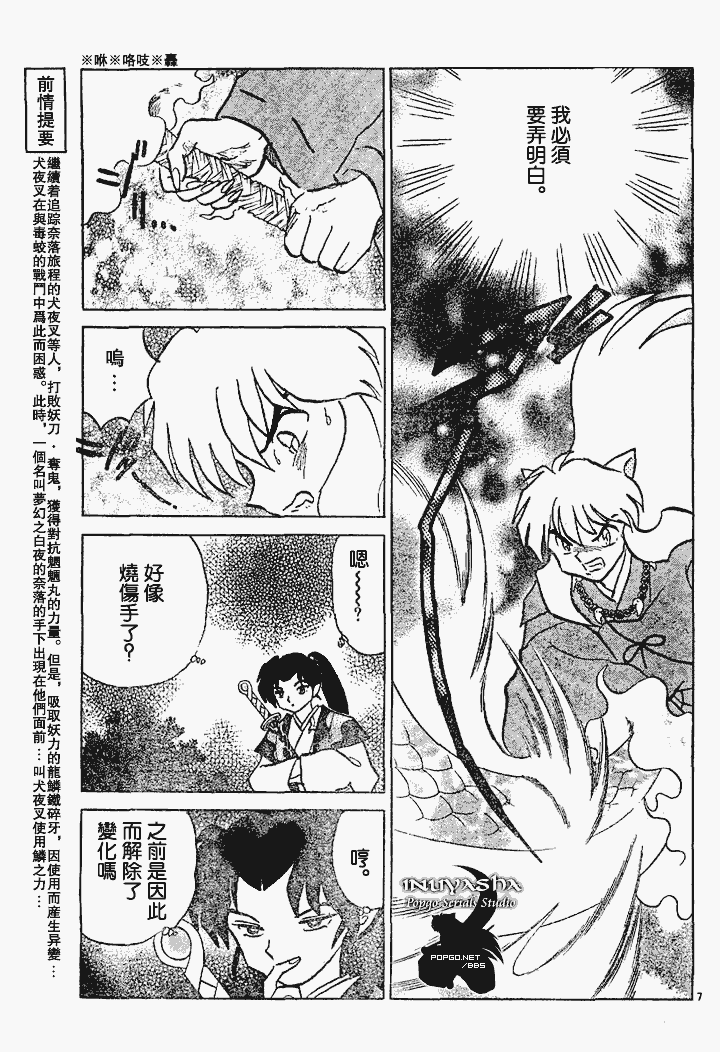 ※咻※咯吱※轟
前情提要
繼續着追踪奈落旅程的犬夜叉等人，打敗妖刀．奪鬼，獲得對抗魍魎丸的力量。但是，吸取妖力的龍鱗鐵碎牙，因使用而産生异變…
犬夜叉在與毒蛟的戰鬥中爲此而困惑。此時，一個名叫夢幻之白夜的奈落的手下出現在他們面前…叫犬夜叉使用鱗之力…
我必須
要弄明白。
嗚
…
嗯～～～？
好像
燒傷手了？
哼。
之前是因此
而解除了
變化嗎
INUYASHA
Popgo Serials Studio
POPGO.NET
/BBS
7